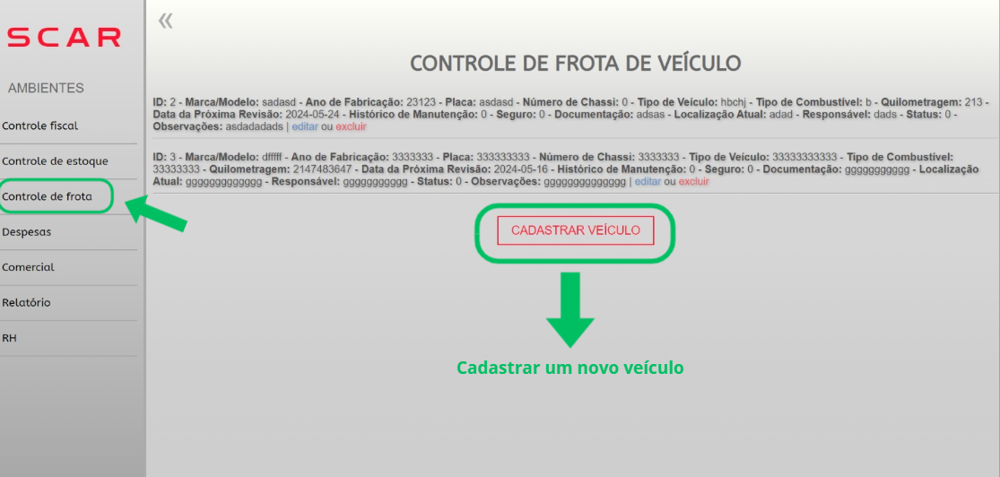 «
SCAR
AMBIENTES
Controle fiscal
Controle de estoque
Controle de frota
Despesas
Comercial
Relatório
RH
CONTROLE DE FROTA DE VEÍCULO
ID: 2 - Marca/Modelo: sadasd - Ano de Fabricação: 23123 - Placa: asdasd - Número de Chassi: 0 - Tipo de Veículo: hbchj - Tipo de Combustível: b - Quilometragem: 213 -
Data da Próxima Revisão: 2024-05-24 - Histórico de Manutenção: 0 - Seguro: 0 - Documentação: adsas - Localização Atual: adad - Responsável: dads - Status: 0 -
Observações: asdadadads | editar ou excluir
ID: 3 - Marca/Modelo: dfffff - Ano de Fabricação: 3333333 - Placa: 333333333 - Número de Chassi: 3333333 - Tipo de Veículo: 33333333333 - Tipo de Combustível:
33333333 - Quilometragem: 2147483647 - Data da Próxima Revisão: 2024-05-16 - Histórico de Manutenção: 0 - Seguro: 0 - Documentação: ggggggggggg - Localização
Atual: ggggggggggggg - Responsável: ggggggggggg - Status: 0 - Observações: gggggggggggggg | editar ou excluir
CADASTRAR VEÍCULO
Cadastrar um novo veículo